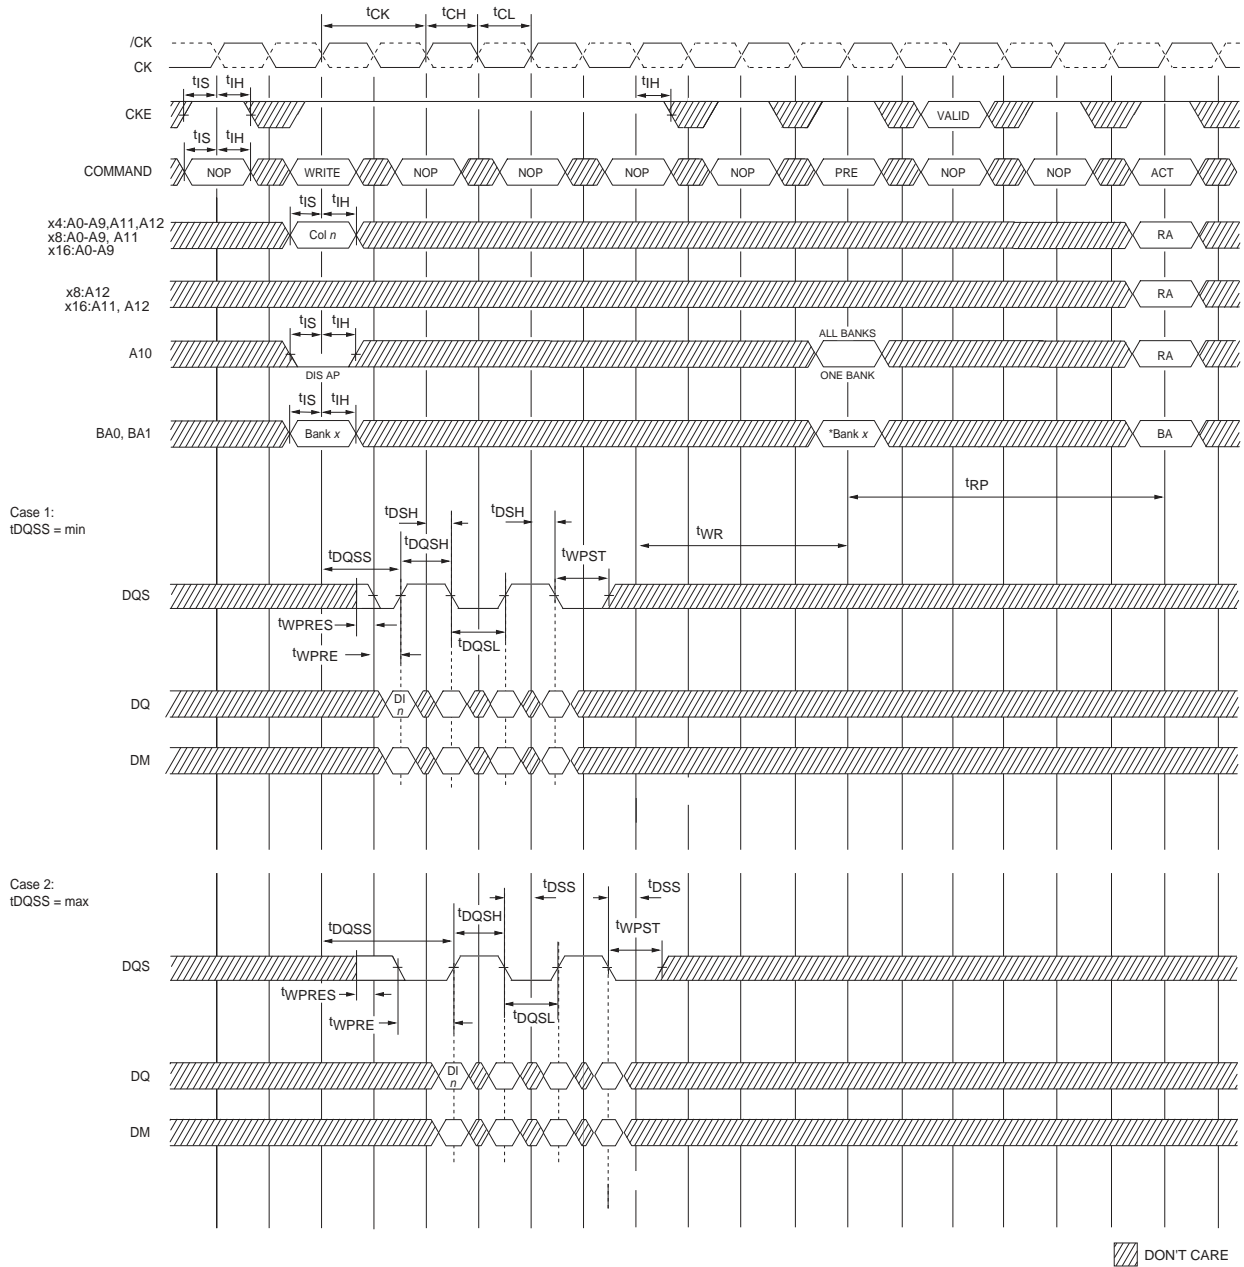 tCK tCH tCL
/CK
CK
tIS tIH tIH
CKE VALID
tIS tIH
COMMAND NOP WRITE NOP NOP NOP NOP PRE NOP NOP ACT
tIS tIH
x4:A0-A9,A11,A12
x8:A0-A9, A11
x16:A0-A9
Col n RA
x8:A12
x16:A11, A12
RA
tIS tIH ALL BANKS
A10 RA
DIS AP ONE BANK
tIS tIH
BA0, BA1 Bank x *Bank x BA
tRP
Case 1:
tDQSS = min
tDSH tDSH
tDQSH tWR
tDQSS tWPST
DQS
tWPRES
tDQSL
tWPRE
DQ DI
n
DM
Case 2:
tDQSS = max
tDSS tDSS
tDQSH
tDQSS tWPST
DQS
tWPRES
tDQSL
tWPRE
DQ DI
n
DM
DON'T CARE